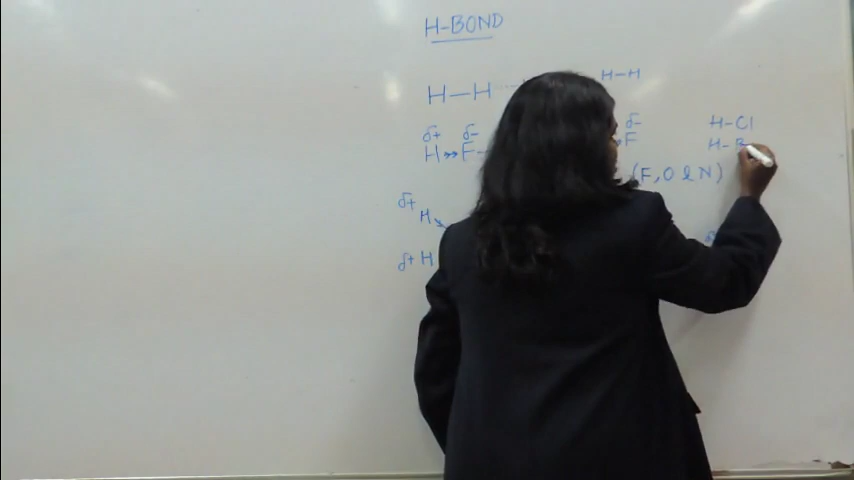 H-BOND
H—H ---- H—H
δ+ δ- δ-
H→→F- F
H-Cl
H-B
(F, O & N)
δ+
H
δ+ H